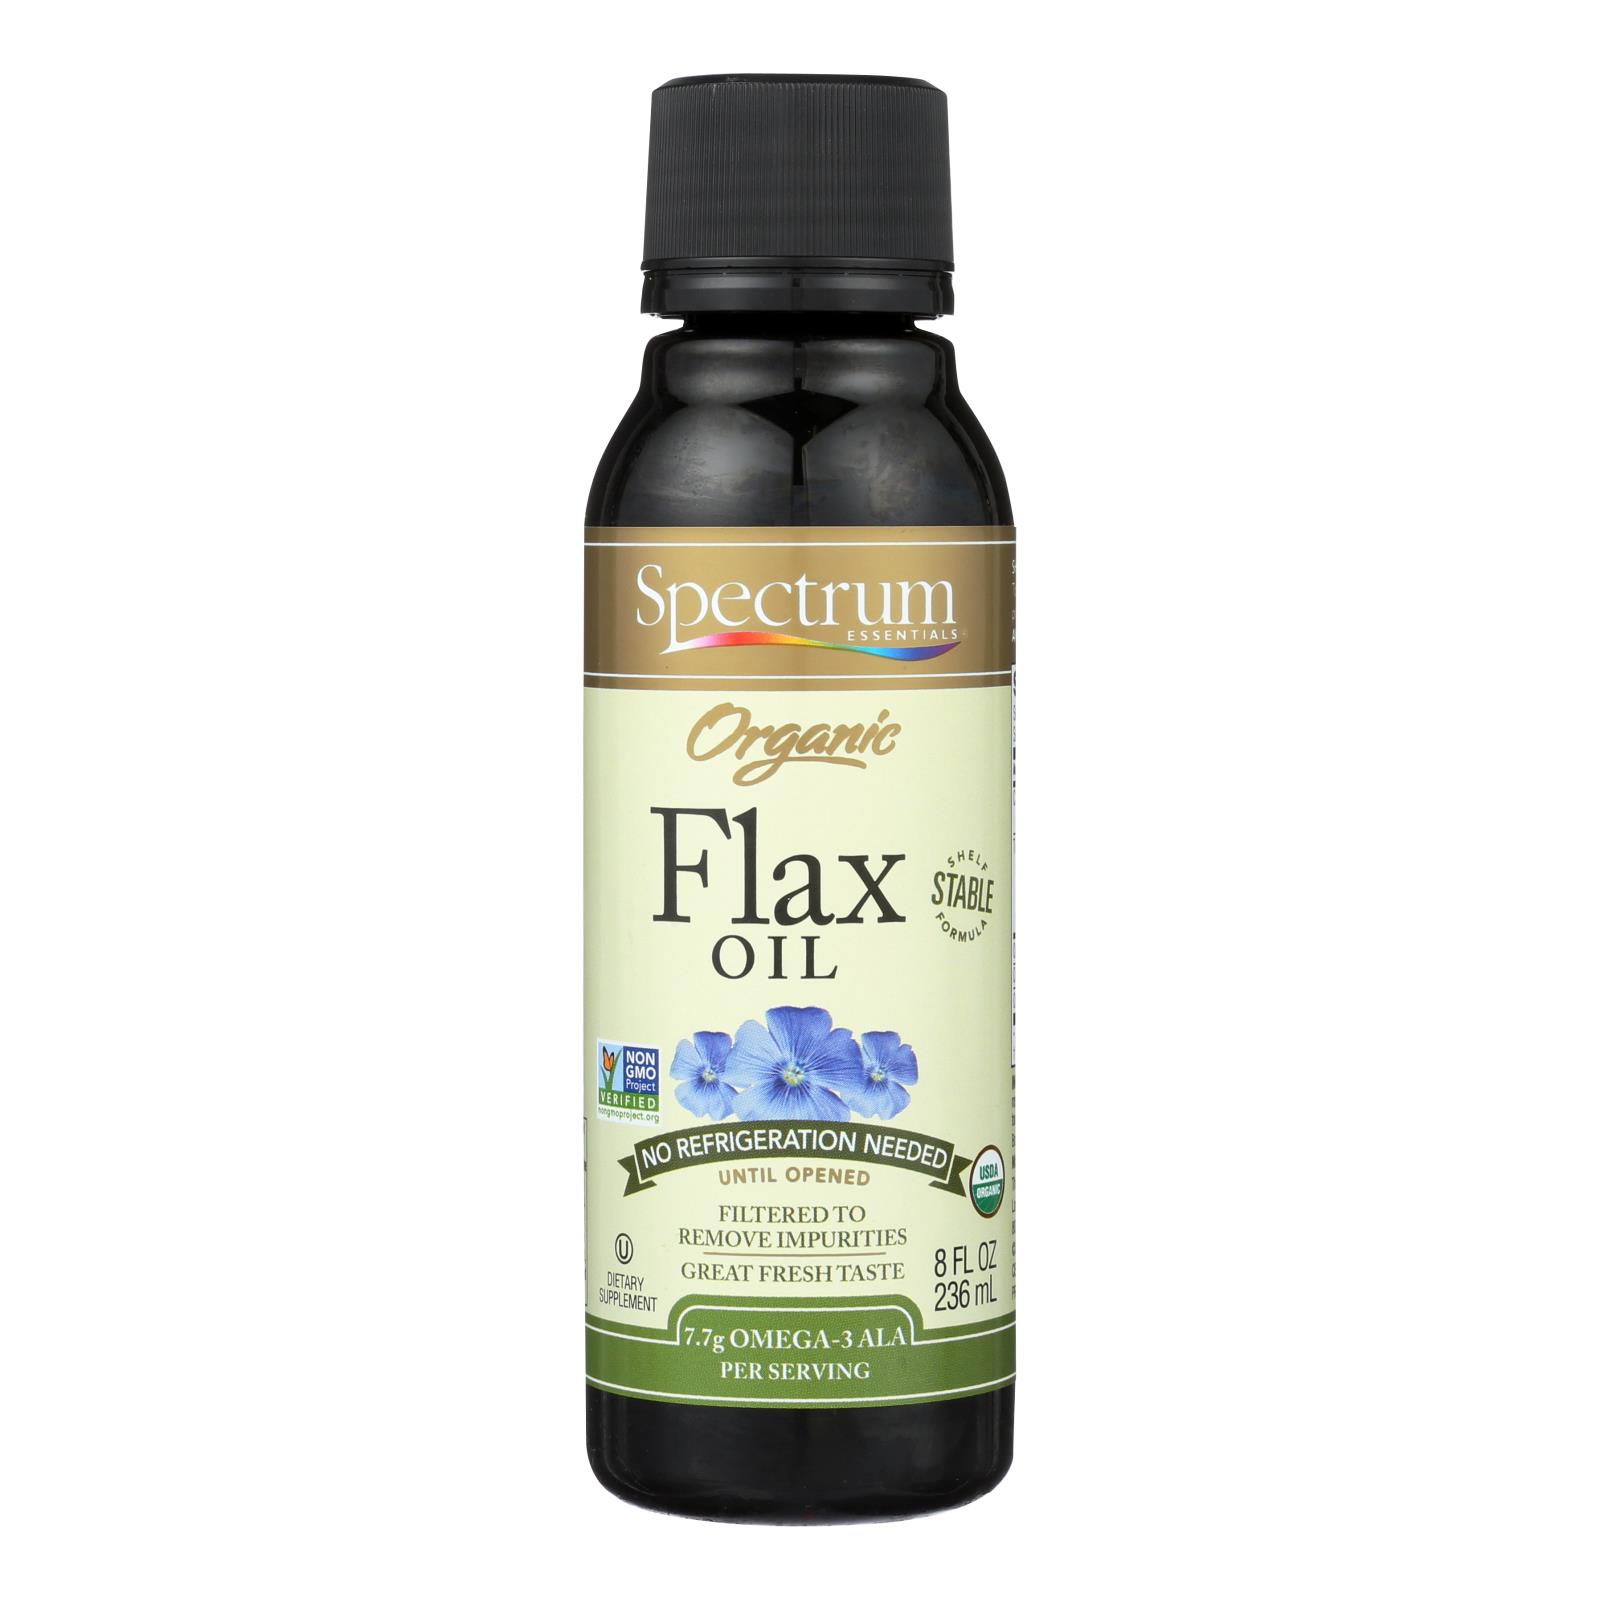 Spectrum
ESSENTIALS
Organic
Flax
OIL
SHELF
STABLE
FORMULA
NON
GMO
Project
VERIFIED
nongmoproject.org
NO REFRIGERATION NEEDED
UNTIL OPENED
USDA
ORGANIC
FILTERED TO
REMOVE IMPURITIES
GREAT FRESH TASTE
U
DIETARY
SUPPLEMENT
8 FL OZ
236 mL
7.7g OMEGA-3 ALA
PER SERVING